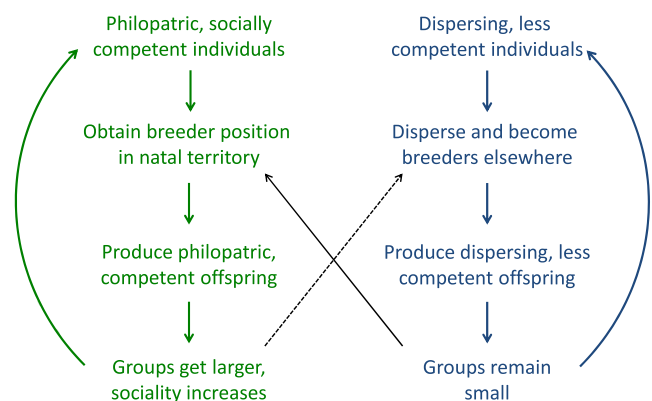 Philopatric, socially
competent individuals
Obtain breeder position
in natal territory
Produce philopatric,
competent offspring
Groups get larger,
sociality increases
Dispersing, less
competent individuals
Disperse and become
breeders elsewhere
Produce dispersing, less
competent offspring
Groups remain
small